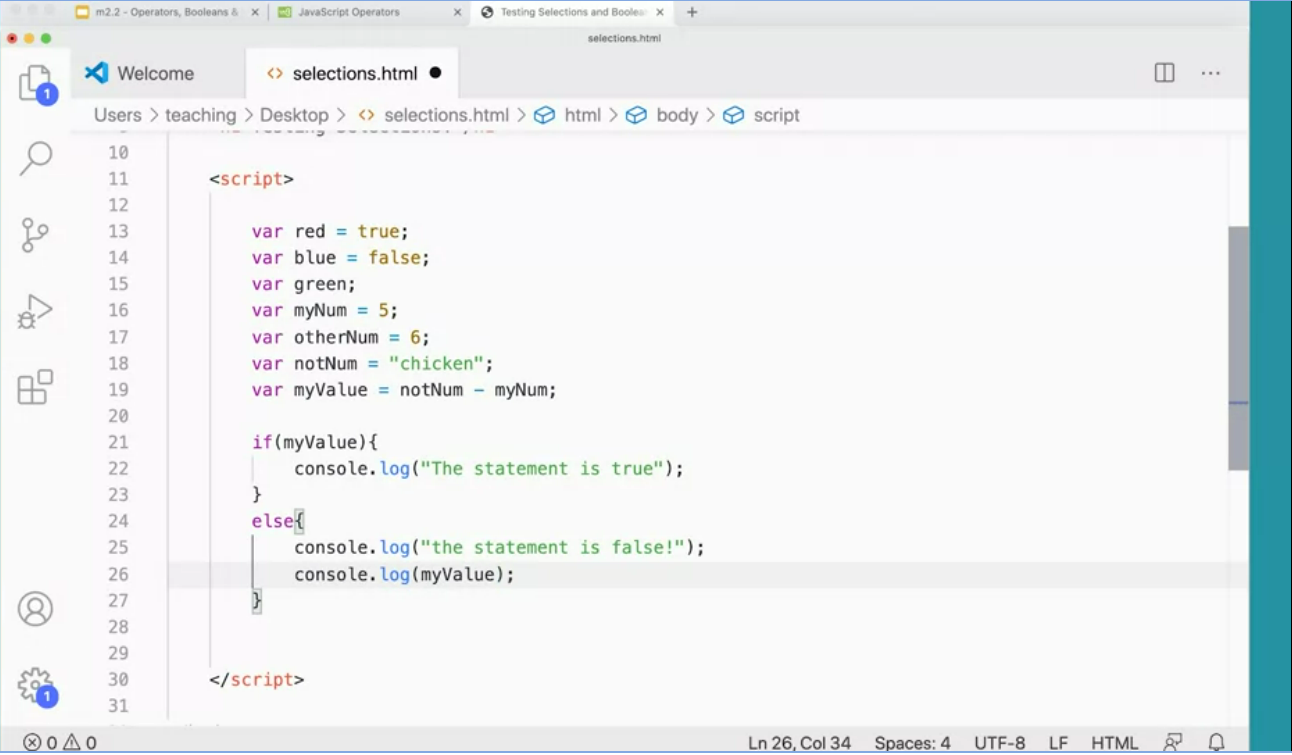 m2.2 - Operators, Booleans & JavaScript Operators Testing Selections and Boolea
selections.html
Welcome selections.html
Users > teaching > Desktop > selections.html > html > body > script
1
10
11 <script>
12
13 var red = true;
14 var blue = false;
15 var green;
16 var myNum = 5;
17 var otherNum = 6;
18 var notNum = "chicken";
19 var myValue = notNum - myNum;
20
21 if(myValue){
22 console.log("The statement is true");
23 }
24 else{
25 console.log("the statement is false!");
26 console.log(myValue);
27 }
28
29
30 </script>
31
1
0 0 Ln 26, Col 34 Spaces: 4 UTF-8 LF HTML